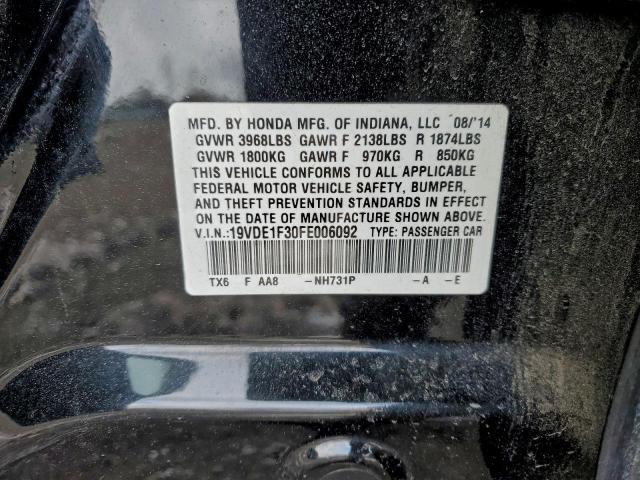 MFD. BY HONDA MFG. OF INDIANA, LLC 08/'14
GVWR 3968LBS GAWR F 2138LBS R 1874LBS
GVWR 1800KG GAWR F 970KG R 850KG
THIS VEHICLE CONFORMS TO ALL APPLICABLE
FEDERAL MOTOR VEHICLE SAFETY, BUMPER,
AND THEFT PREVENTION STANDARDS IN EFFECT
ON THE DATE OF MANUFACTURE SHOWN ABOVE.
V.I.N.:19VDE1F30FE006092 TYPE: PASSENGER CAR
TX6 F AA8 -NH731P -A -E